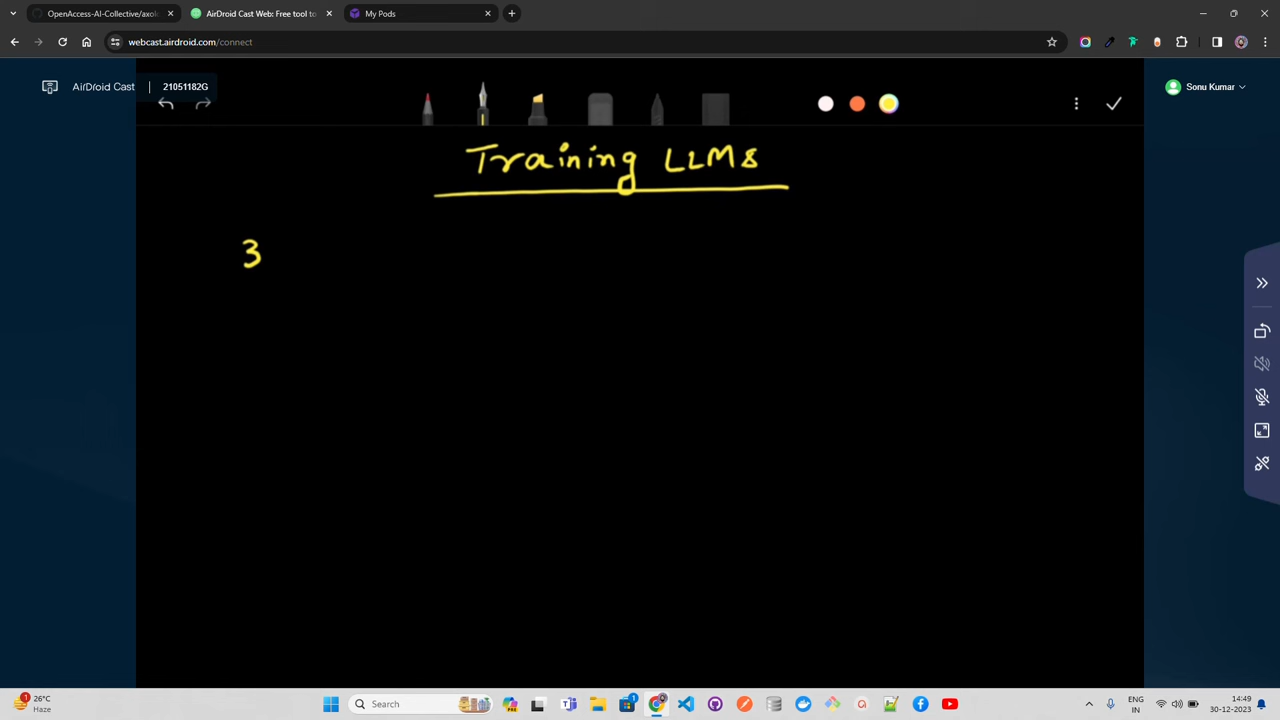 OpenAccess-AI-Collective/axol
AirDroid Cast Web: Free tool to
My Pods
webcast.airdroid.com/connect
AirDroid Cast | 21051182G
Sonu Kumar
Training LLMs
3
26°C
Haze
Search
ENG
IN
14:49
30-12-2023